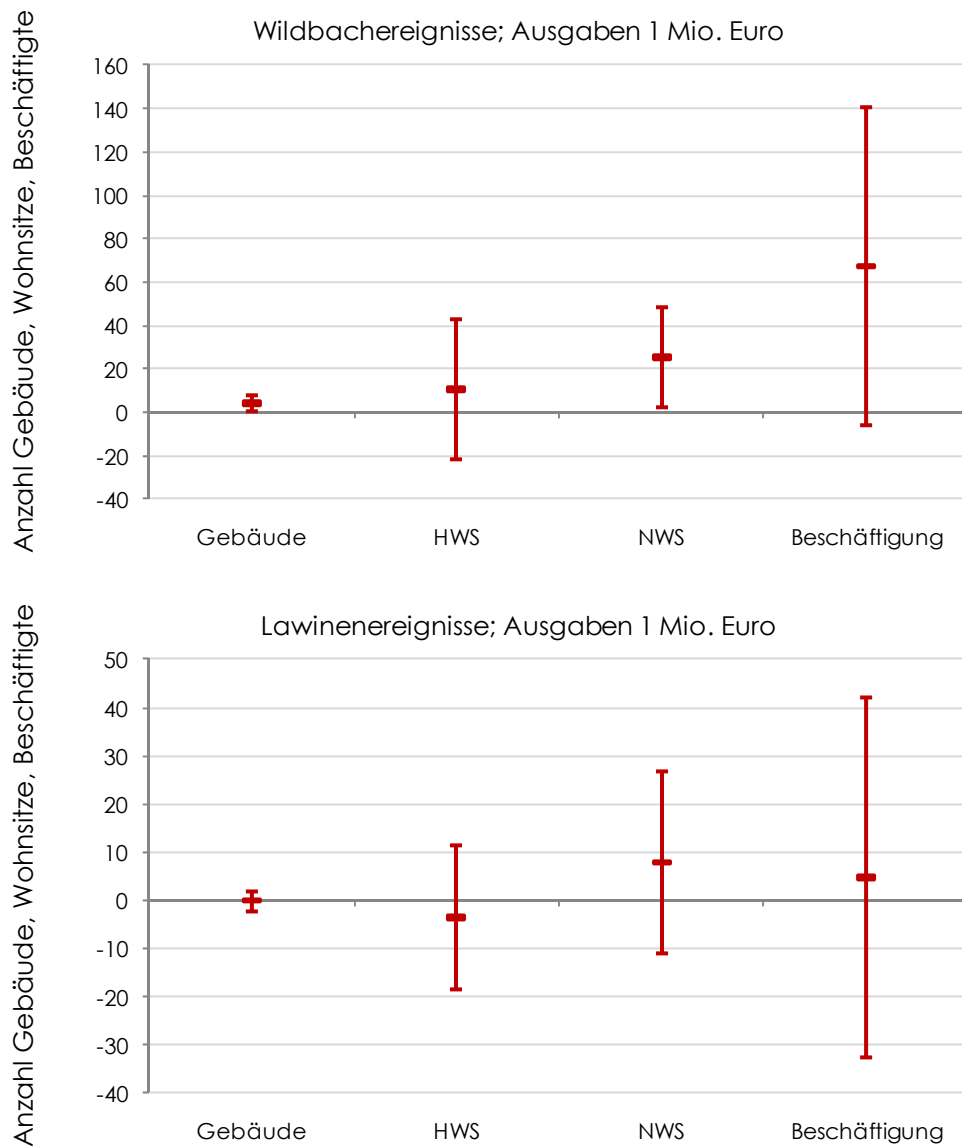 Wildbachereignisse; Ausgaben 1 Mio. Euro
Anzahl Gebäude, Wohnsitze, Beschäftigte
160
140
120
100
80
60
40
20
0
-20
-40
Gebäude
HWS
NWS
Beschäftigung
Lawinenereignisse; Ausgaben 1 Mio. Euro
Anzahl Gebäude, Wohnsitze, Beschäftigte
50
40
30
20
10
0
-10
-20
-30
-40
Gebäude
HWS
NWS
Beschäftigung